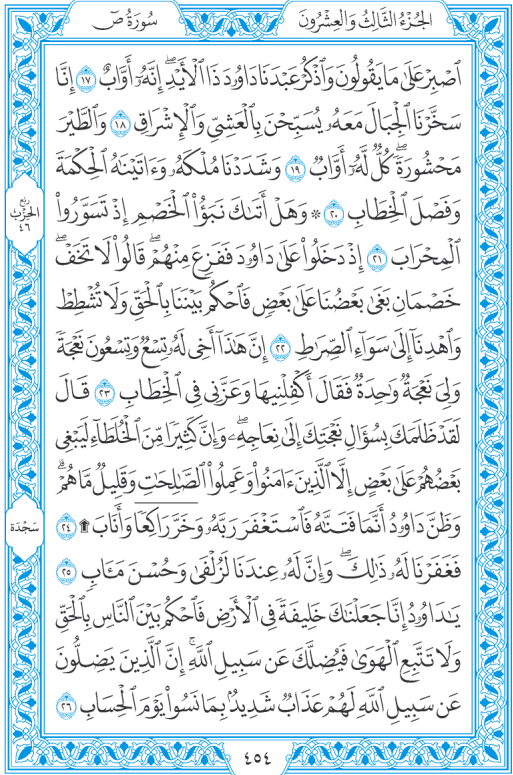 الجُزْءُ الثَّالِثُ وَالعِشْرُونَ
سُورَةُ صٓ
ٱصْبِرْ عَلَىٰ مَا يَقُولُونَ وَٱذْكُرْ عَبْدَنَا دَاوُۥدَ ذَا ٱلْأَيْدِۖ إِنَّهُۥٓ أَوَّابٌ ١٧ إِنَّا
سَخَّرْنَا ٱلْجِبَالَ مَعَهُۥ يُسَبِّحْنَ بِٱلْعَشِىِّ وَٱلْإِشْرَاقِ ١٨ وَٱلطَّيْرَ
مَحْشُورَةًۖ كُلٌّ لَّهُۥٓ أَوَّابٌ ١٩ وَشَدَدْنَا مُلْكَهُۥ وَءَاتَيْنَٰهُ ٱلْحِكْمَةَ
وَفَصْلَ ٱلْخِطَابِ ٢٠ ۞ وَهَلْ أَتَىٰكَ نَبَؤُا۟ ٱلْخَصْمِ إِذْ تَسَوَّرُوا۟
ٱلْمِحْرَابَ ٢١ إِذْ دَخَلُوا۟ عَلَىٰ دَاوُۥدَ فَفَزِعَ مِنْهُمْۖ قَالُوا۟ لَا تَخَفْۖ
خَصْمَانِ بَغَىٰ بَعْضُنَا عَلَىٰ بَعْضٍ فَٱحْكُم بَيْنَنَا بِٱلْحَقِّ وَلَا تُشْطِطْ
وَٱهْدِنَآ إِلَىٰ سَوَآءِ ٱلصِّرَٰطِ ٢٢ إِنَّ هَٰذَآ أَخِى لَهُۥ تِسْعٌ وَتِسْعُونَ نَعْجَةً
وَلِىَ نَعْجَةٌ وَٰحِدَةٌ فَقَالَ أَكْفِلْنِيهَا وَعَزَّنِى فِى ٱلْخِطَابِ ٢٣ قَالَ
لَقَدْ ظَلَمَكَ بِسُؤَالِ نَعْجَتِكَ إِلَىٰ نِعَاجِهِۦۖ وَإِنَّ كَثِيرًا مِّنَ ٱلْخُلَطَآءِ لَيَبْغِى
بَعْضُهُمْ عَلَىٰ بَعْضٍ إِلَّا ٱلَّذِينَ ءَامَنُوا۟ وَعَمِلُوا۟ ٱلصَّٰلِحَٰتِ وَقَلِيلٌ مَّا هُمْۗ
وَظَنَّ دَاوُۥدُ أَنَّمَا فَتَنَّٰهُ فَٱسْتَغْفَرَ رَبَّهُۥ وَخَرَّ رَاكِعًا وَأَنَابَ ۩ ٢٤
فَغَفَرْنَا لَهُۥ ذَٰلِكَۖ وَإِنَّ لَهُۥ عِندَنَا لَزُلْفَىٰ وَحُسْنَ مَـَٔابٍ ٢٥
يَٰدَاوُۥدُ إِنَّا جَعَلْنَٰكَ خَلِيفَةً فِى ٱلْأَرْضِ فَٱحْكُم بَيْنَ ٱلنَّاسِ بِٱلْحَقِّ
وَلَا تَتَّبِعِ ٱلْهَوَىٰ فَيُضِلَّكَ عَن سَبِيلِ ٱللَّهِۚ إِنَّ ٱلَّذِينَ يَضِلُّونَ
عَن سَبِيلِ ٱللَّهِ لَهُمْ عَذَابٌ شَدِيدٌۢ بِمَا نَسُوا۟ يَوْمَ ٱلْحِسَابِ ٢٦
ربع
الحزب
٤٦
سَجْدَة
٤٥٤